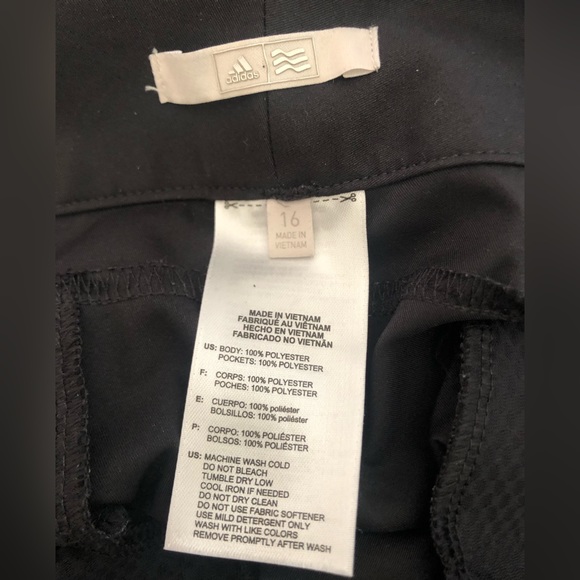 adidas
16
MADE IN
VIETNAM
MADE IN VIETNAM
FABRIQUÉ AU VIÊTNAM
HECHO EN VIETNAM
FABRICADO NO VIETNÃN
US: BODY: 100% POLYESTER
POCKETS: 100% POLYESTER
F: CORPS: 100% POLYESTER
POCHES: 100% POLYESTER
E: CUERPO: 100% poliéster
BOLSILLOS: 100% poliéster
P: CORPO: 100% POLIÉSTER
BOLSOS: 100% POLIÉSTER
US: MACHINE WASH COLD
DO NOT BLEACH
TUMBLE DRY LOW
COOL IRON IF NEEDED
DO NOT DRY CLEAN
DO NOT USE FABRIC SOFTENER
USE MILD DETERGENT ONLY
WASH WITH LIKE COLORS
REMOVE PROMPTLY AFTER WASH